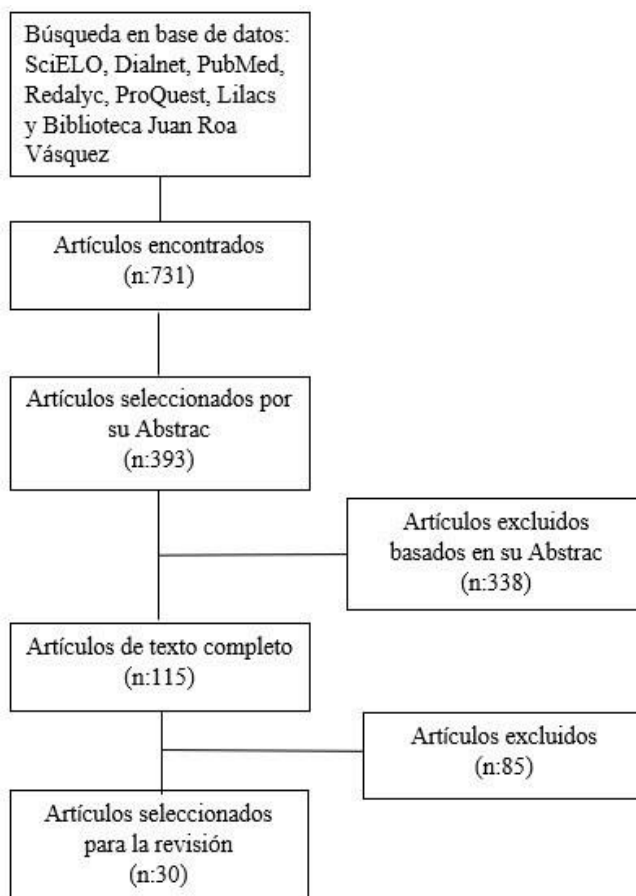 Búsqueda en base de datos:
SciELO, Dialnet, PubMed,
Redalyc, ProQuest, Lilacs
y Biblioteca Juan Roa
Vásquez
Artículos encontrados
(n:731)
Artículos seleccionados por
su Abstrac
(n:393)
Artículos excluidos
basados en su Abstrac
(n:338)
Artículos de texto completo
(n:115)
Artículos excluidos
(n:85)
Artículos seleccionados
para la revisión
(n:30)